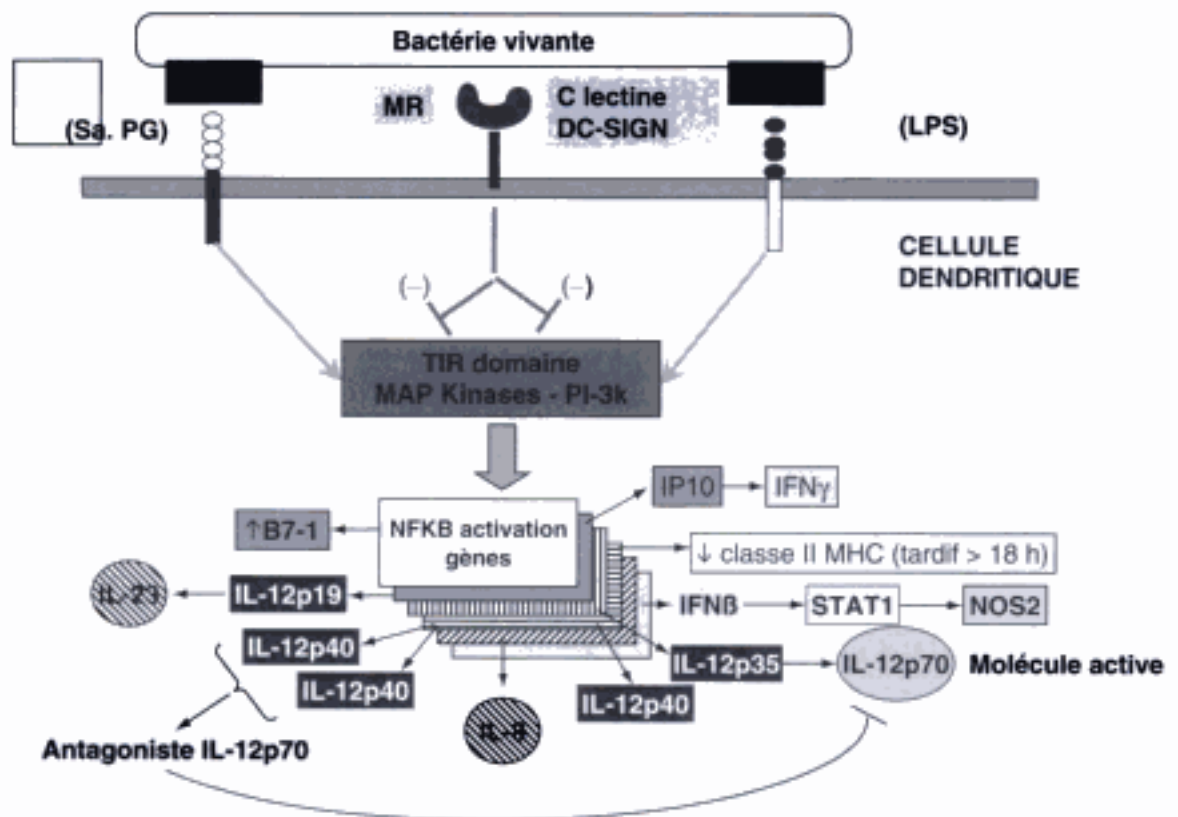 Bactérie vivante
MR
C lectine
DC-SIGN
(Sa. PG)
(LPS)
CELLULE
DENDRITIQUE
(–)
(–)
TIR domaine
MAP Kinases - PI-3k
IP10
IFNγ
↑B7-1
NFKB activation
gènes
↓ classe II MHC (tardif > 18 h)
IL-23
IL-12p19
IFNß
STAT1
NOS2
IL-12p40
IL-12p35
IL-12p70
Molécule active
IL-12p40
IL-12p40
IL-8
Antagoniste IL-12p70